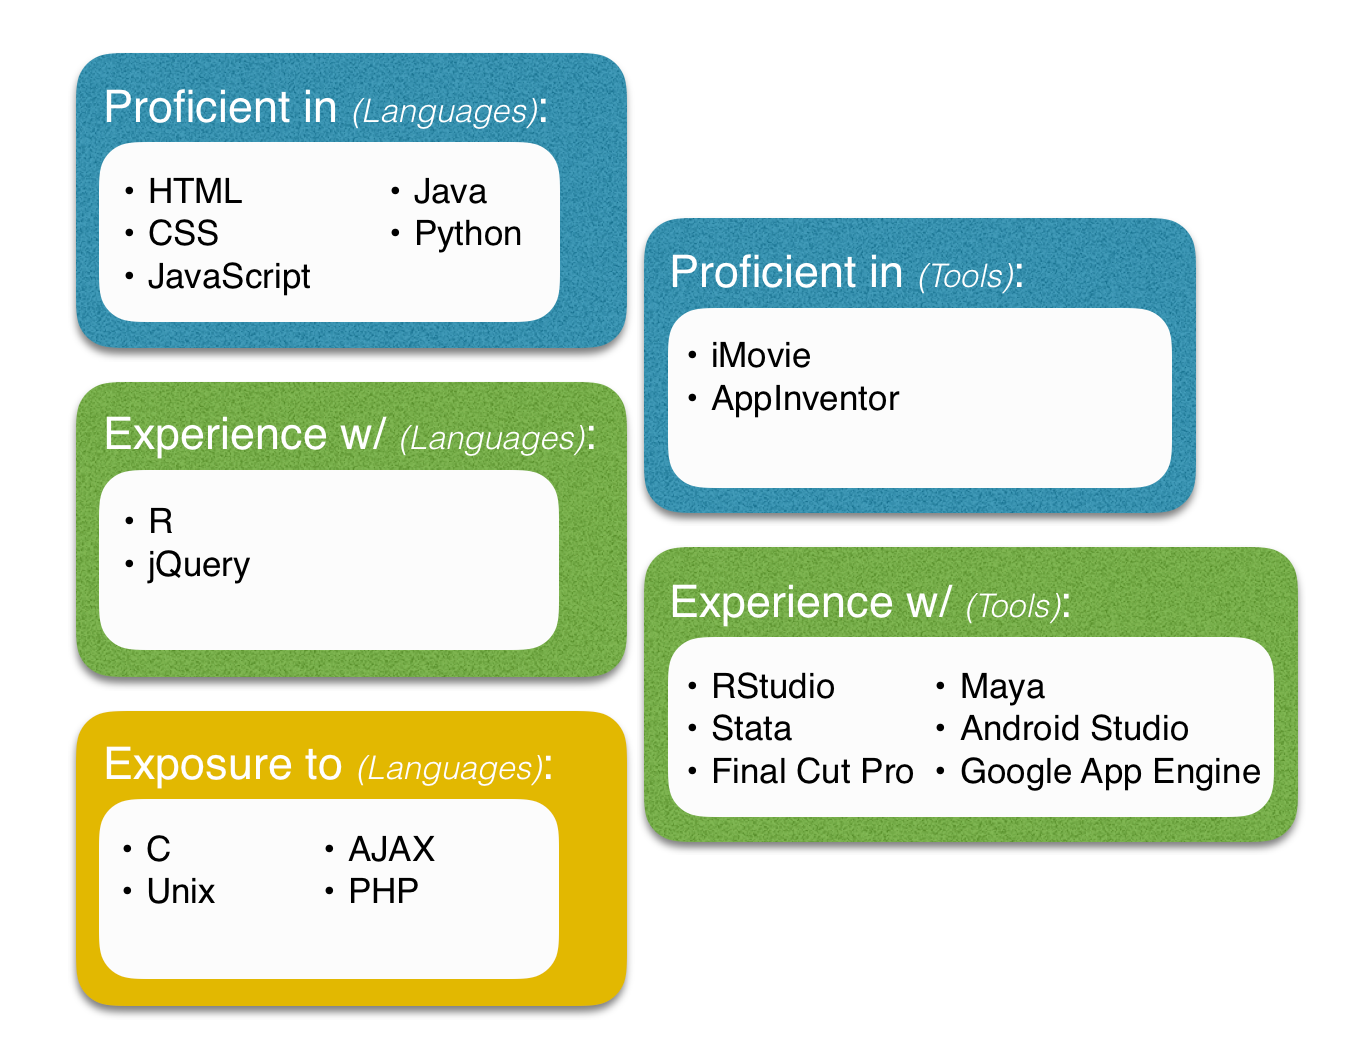 Proficient in (Languages):
• HTML
• CSS
• JavaScript
• Java
• Python
Experience w/ (Languages):
• R
• jQuery
Exposure to (Languages):
• C
• Unix
• AJAX
• PHP
Proficient in (Tools):
• iMovie
• AppInventor
Experience w/ (Tools):
• RStudio
• Stata
• Final Cut Pro
• Maya
• Android Studio
• Google App Engine